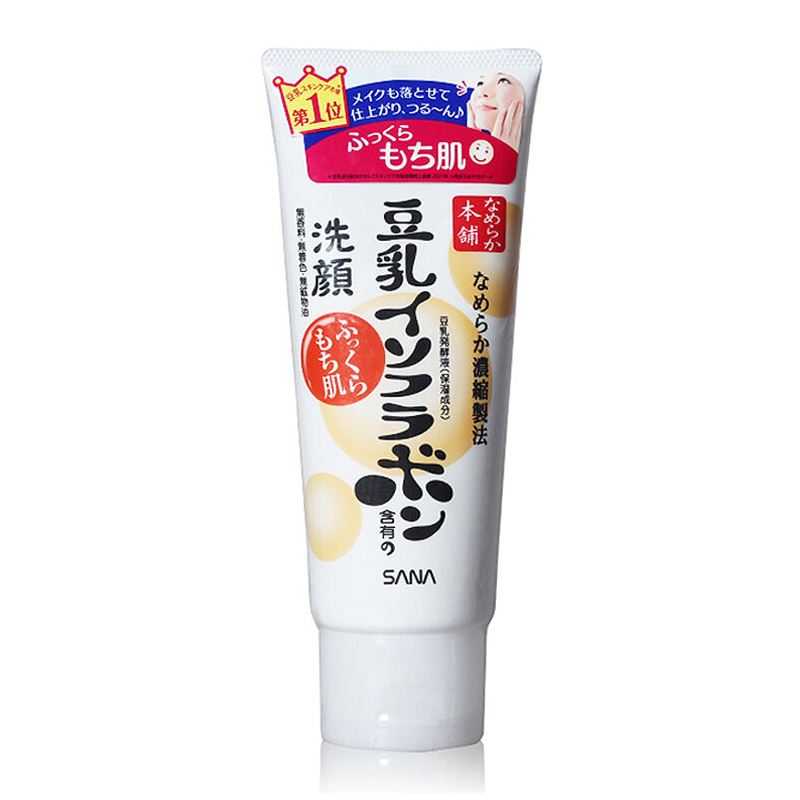 豆乳スキンケア市場
第1位
メイクも落とせて
仕上がり、つる〜ん♪
ふっくら
もち肌
なめらか
本舗
なめらか濃縮製法
豆乳発酵液(保湿成分)
豆乳イソフラボン
含有の
洗顔
無香料・無着色・無鉱物油
ふっくら
もち肌
SANA